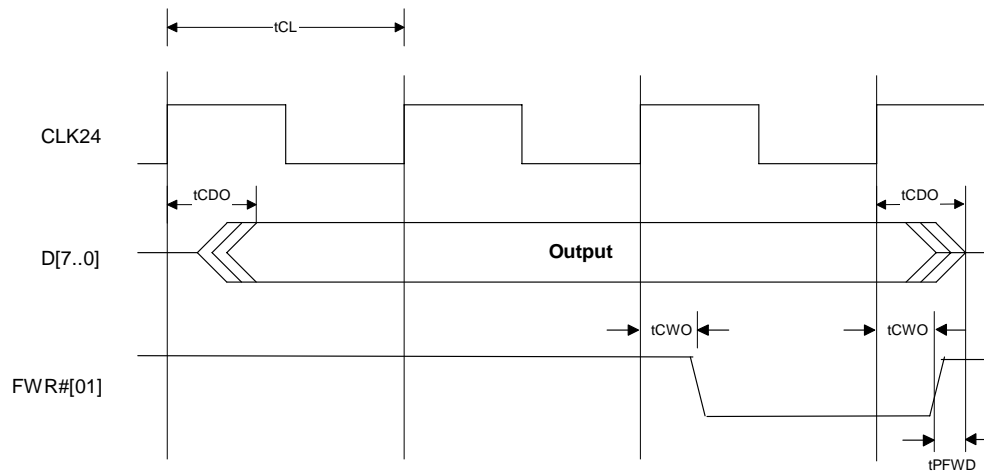 tCL
CLK24
tCDO
tCDO
D[7..0]
Output
tCWO
tCWO
FWR#[01]
tPFWD